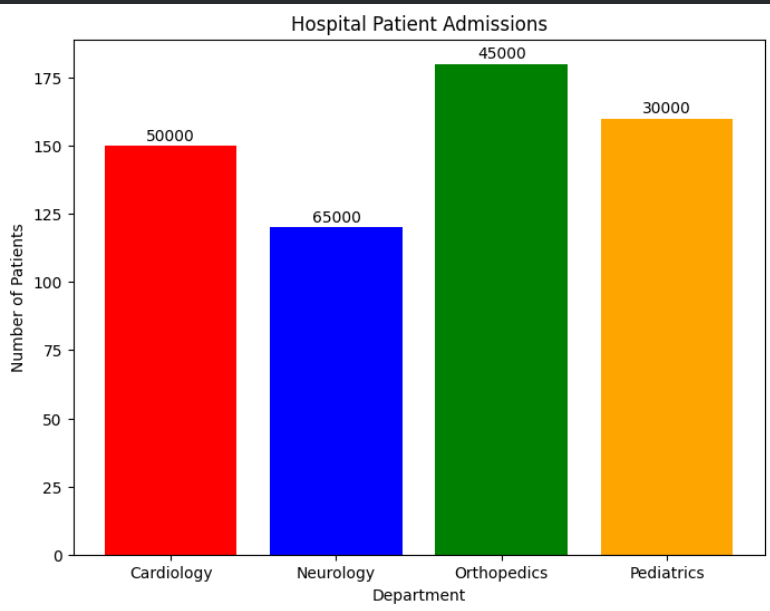 Hospital Patient Admissions
Number of Patients
175
150
125
100
75
50
25
0
50000
65000
45000
30000
Cardiology
Neurology
Orthopedics
Pediatrics
Department